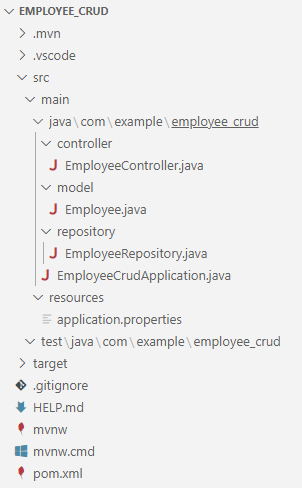 EMPLOYEE_CRUD
.mvn
.vscode
src
main
java\com\example\employee_crud
controller
EmployeeController.java
model
Employee.java
repository
EmployeeRepository.java
EmployeeCrudApplication.java
resources
application.properties
test\java\com\example\employee_crud
target
.gitignore
HELP.md
mvnw
mvnw.cmd
pom.xml